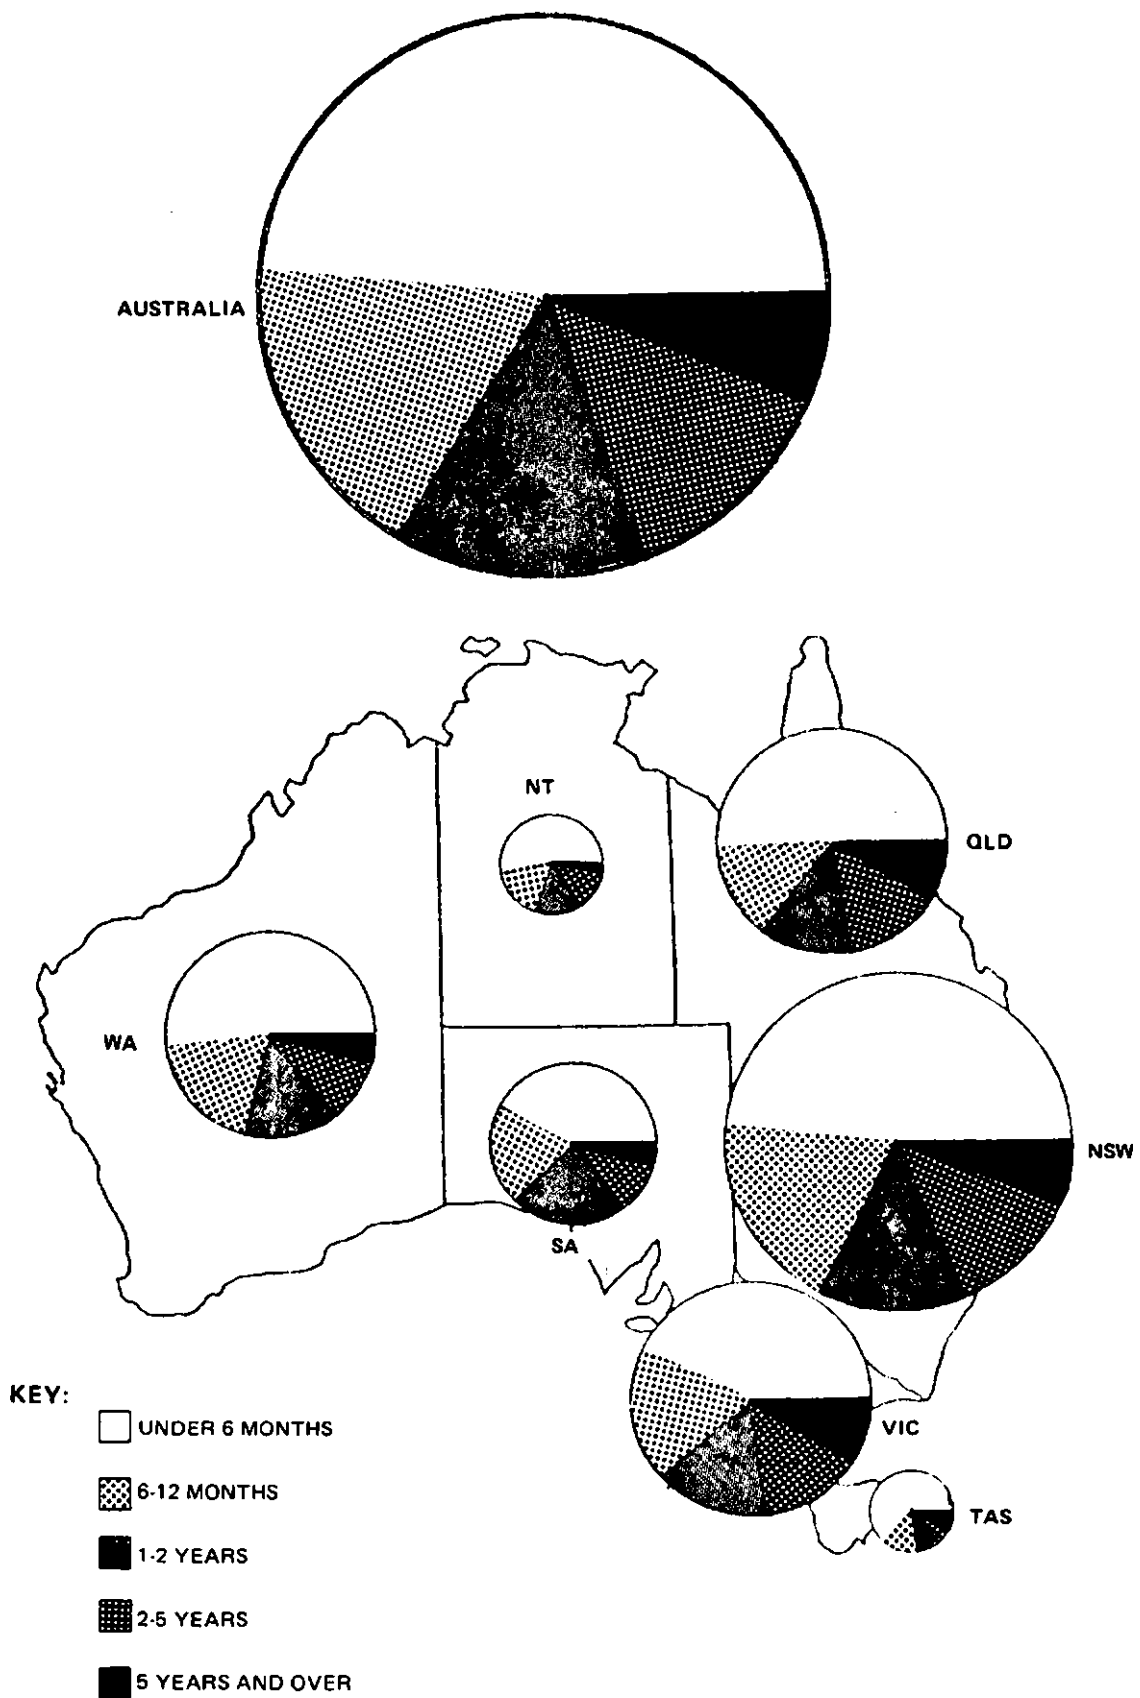 AUSTRALIA
NT
QLD
WA
NSW
SA
KEY:
VIC
UNDER 6 MONTHS
6-12 MONTHS
TAS
1-2 YEARS
2-5 YEARS
5 YEARS AND OVER